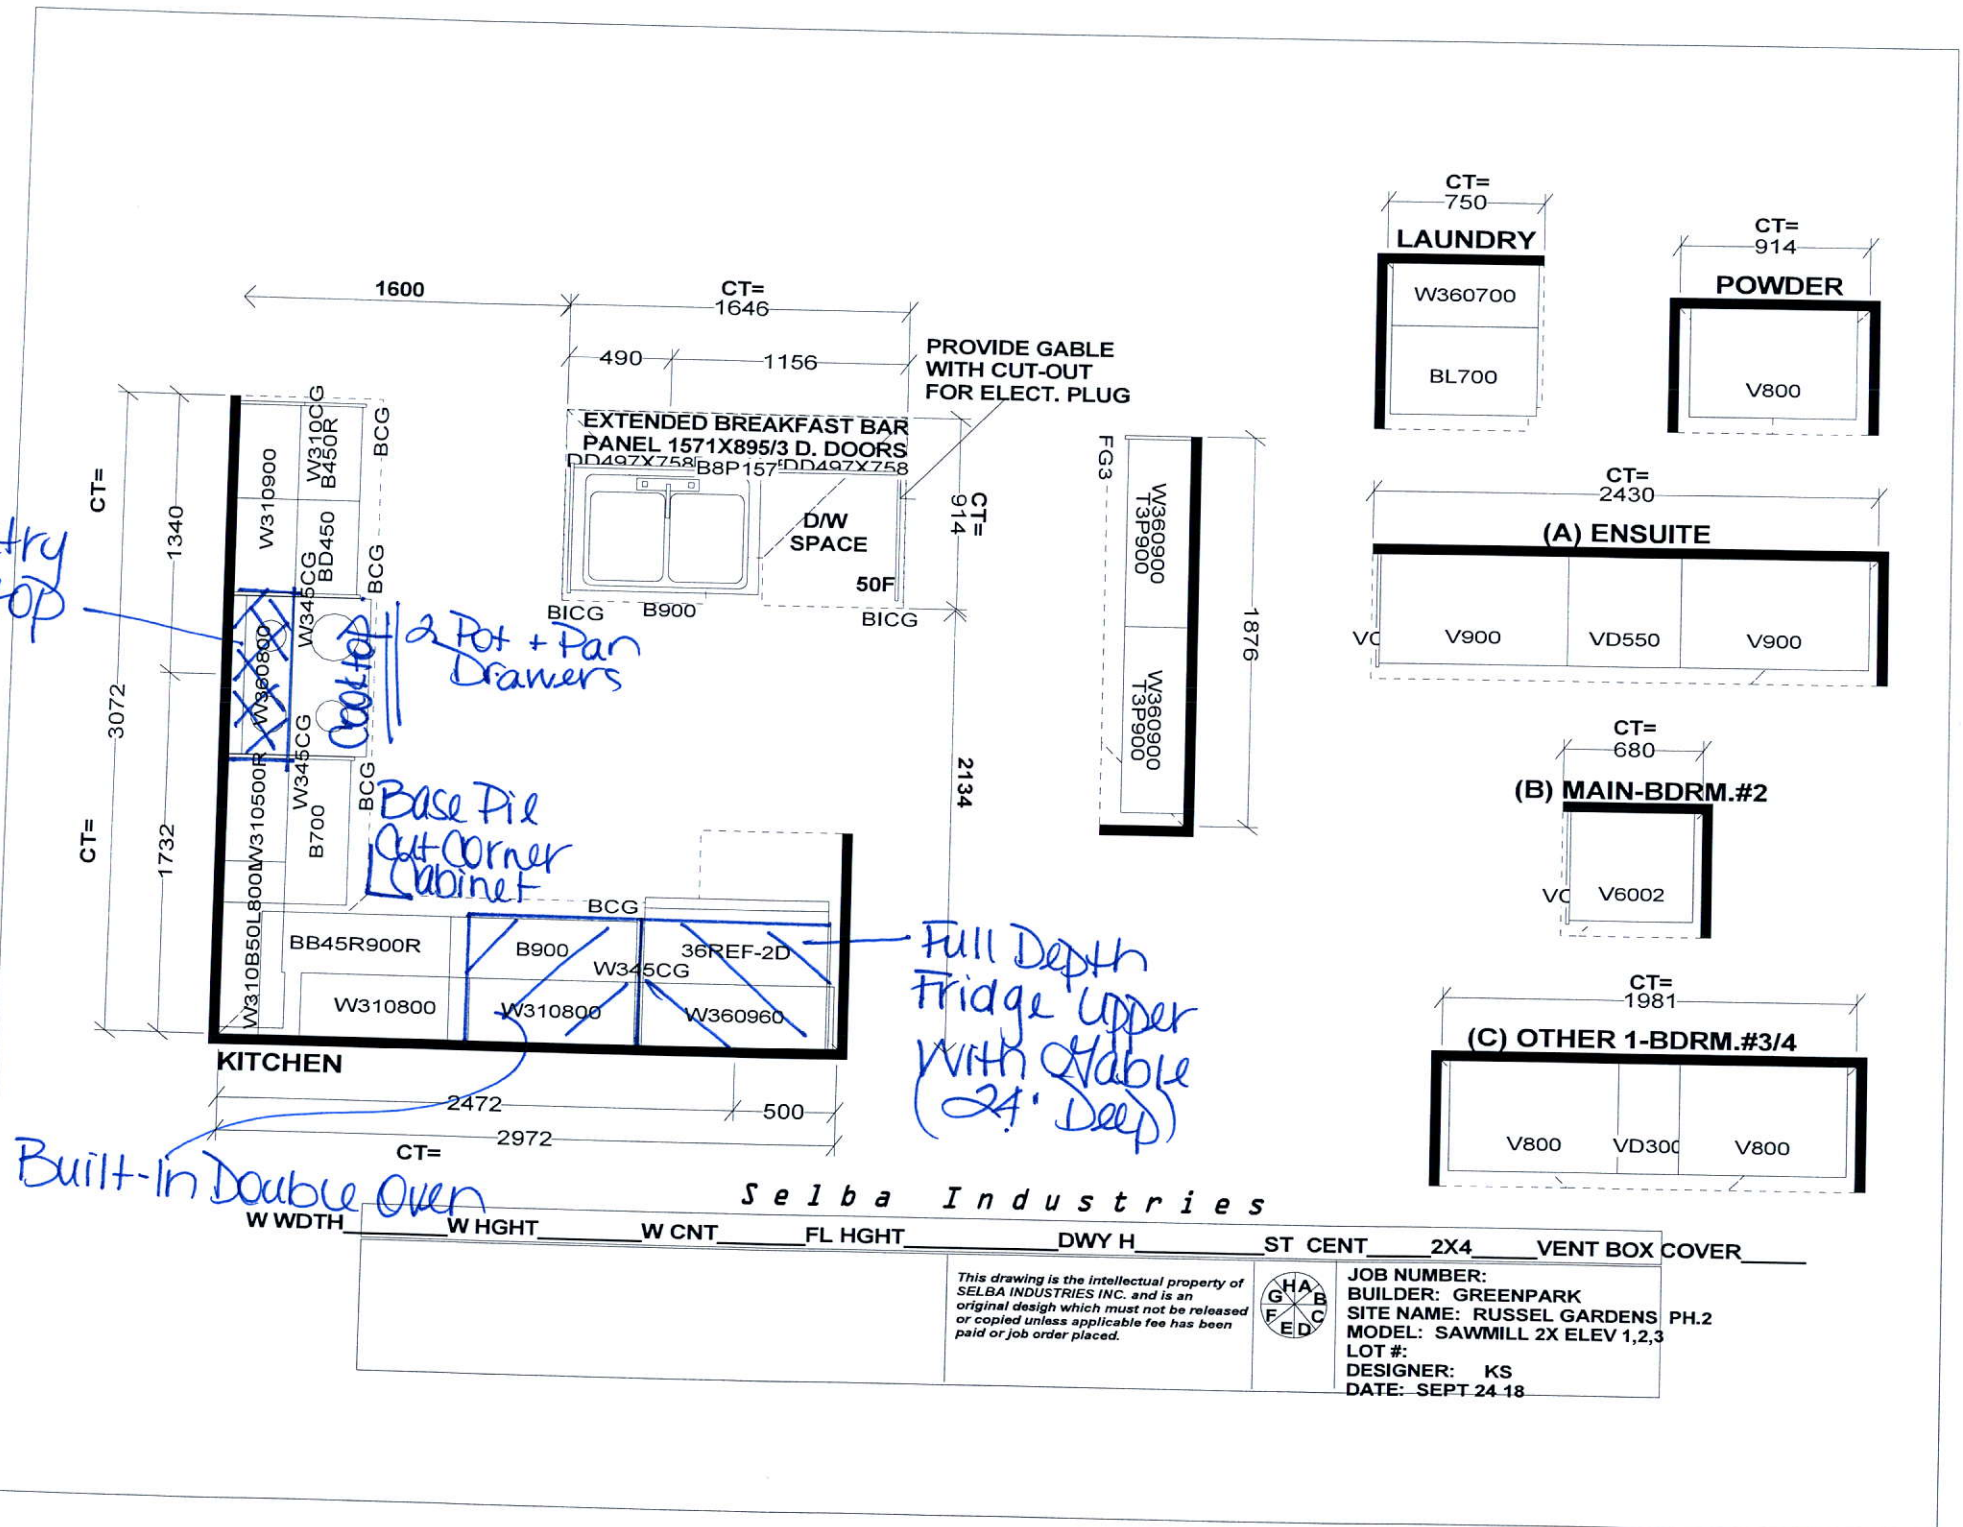 CT=
750
LAUNDRY
W360700
BL700
CT=
914
POWDER
V800
1600
CT=
1646
490
1156
PROVIDE GABLE
WITH CUT-OUT
FOR ELECT. PLUG
EXTENDED BREAKFAST BAR
PANEL 1571X895/3 D. DOORS
DD497X758
B8P157
DD497X758
D/W
SPACE
50F
BICG
B900
BICG
CT=
914
2134
FG3
W360900
T3P900
W360900
T3P900
1876
CT=
2430
(A) ENSUITE
V900
VD550
V900
CT=
680
(B) MAIN-BDRM.#2
V6002
CT=
1981
(C) OTHER 1-BDRM.#3/4
V800
VD300
V800
CT=
1340
3072
CT=
1732
W310900
W310CG
B450R
BCG
BD450
W345CG
BCG
W360800
Cooktop
2 Pot + Pan
Drawers
W345CG
BCG
W310500R
B700
Base Pie
Cut Corner
Cabinet
BCG
BB45R900R
B900
36REF-2D
W345CG
W310800
W310800
W360960
Full Depth
Fridge Upper
With Gable
(24" Deep)
KITCHEN
2472
500
2972
CT=
Built-In Double Oven
Selba Industries
W WDTH W HGHT W CNT FL HGHT DWY H ST CENT 2X4 VENT BOX COVER
This drawing is the intellectual property of
SELBA INDUSTRIES INC. and is an
original desigh which must not be released
or copied unless applicable fee has been
paid or job order placed.
H A B C D E F G
JOB NUMBER:
BUILDER: GREENPARK
SITE NAME: RUSSEL GARDENS PH.2
MODEL: SAWMILL 2X ELEV 1,2,3
LOT #:
DESIGNER: KS
DATE: SEPT 24 18